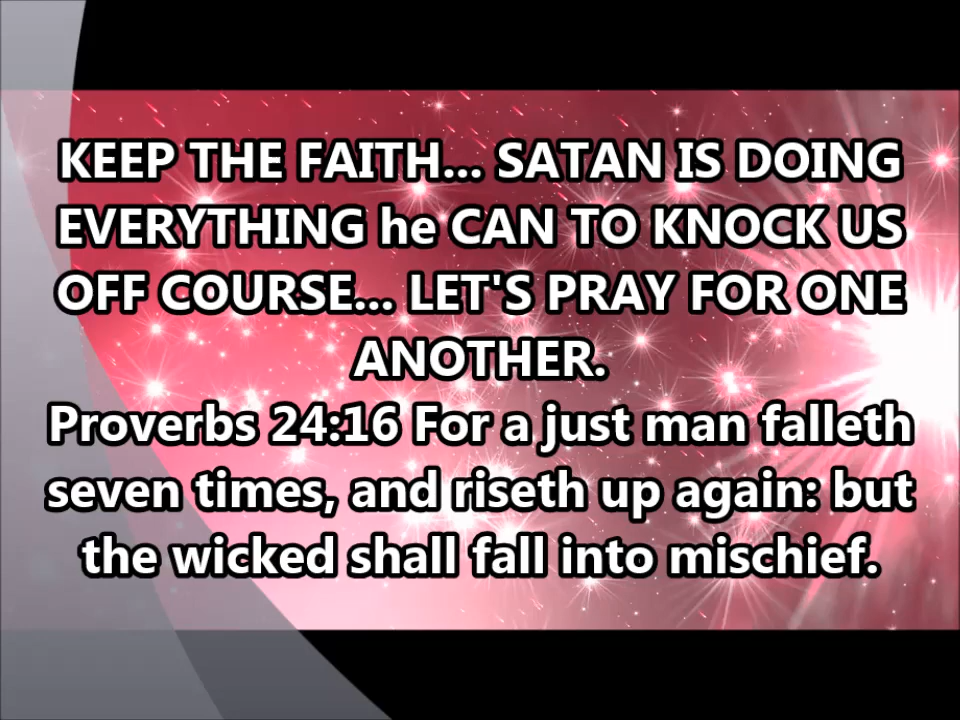 KEEP THE FAITH... SATAN IS DOING
EVERYTHING he CAN TO KNOCK US
OFF COURSE... LET'S PRAY FOR ONE
ANOTHER.
Proverbs 24:16 For a just man falleth
seven times, and riseth up again: but
the wicked shall fall into mischief.